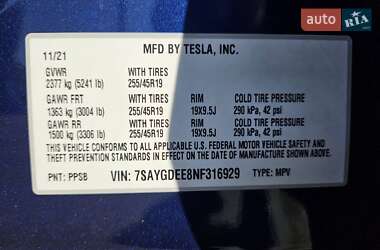 auto RIA .com
MFD BY TESLA, INC.
11/21
GVWR WITH TIRES
2377 kg (5241 lb) 255/45R19
GAWR FRT WITH TIRES RIM COLD TIRE PRESSURE
1363 kg (3004 lb) 255/45R19 19X9.5J 290 kPa, 42 psi
GAWR RR WITH TIRES RIM COLD TIRE PRESSURE
1500 kg (3306 lb) 255/45R19 19X9.5J 290 kPa, 42 psi
THIS VEHICLE CONFORMS TO ALL APPLICABLE U.S. FEDERAL MOTOR VEHICLE
SAFETY AND THEFT PREVENTION STANDARDS IN
EFFECT ON THE DATE OF MANUFACTURE SHOWN ABOVE.
PNT: PPSB VIN: 7SAYGDEE8NF316929 TYPE: MPV